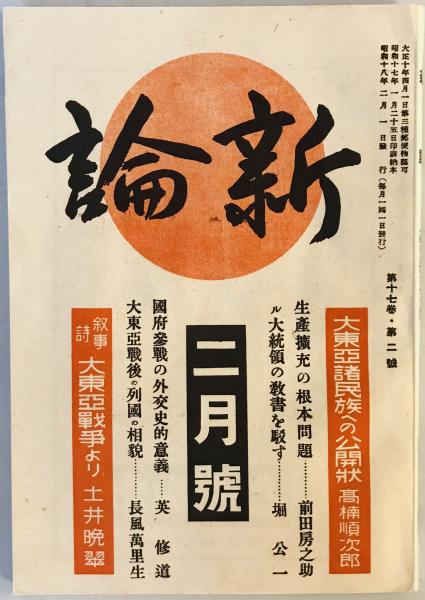 大正十年四月一日第三種郵便物認可
昭和十七年一月二十五日印刷納本
昭和十八年二月一日發行(毎月一回一日發行)
新論
第十七卷・第二號
大東亞諸民族への公開狀 高楠順次郎
生產擴充の根本問題………前田房之助
ル大統領の敎書を駁す………堀公一
二月號
國府參戰の外交史的意義……英修道
大東亞戰後の列國の相貌………長風萬里生
叙事詩 大東亞戰爭より 土井晩翠